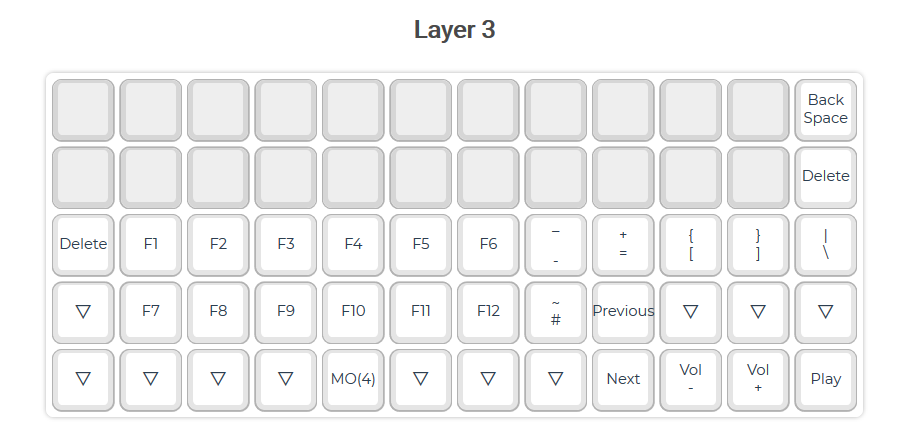 Layer 3
Back
Space
Delete
Delete F1 F2 F3 F4 F5 F6 _ + { } |
- = [ ] \
▽ F7 F8 F9 F10 F11 F12 ~ Previous ▽ ▽ ▽
#
▽ ▽ ▽ ▽ MO(4) ▽ ▽ ▽ Next Vol Vol Play
- +